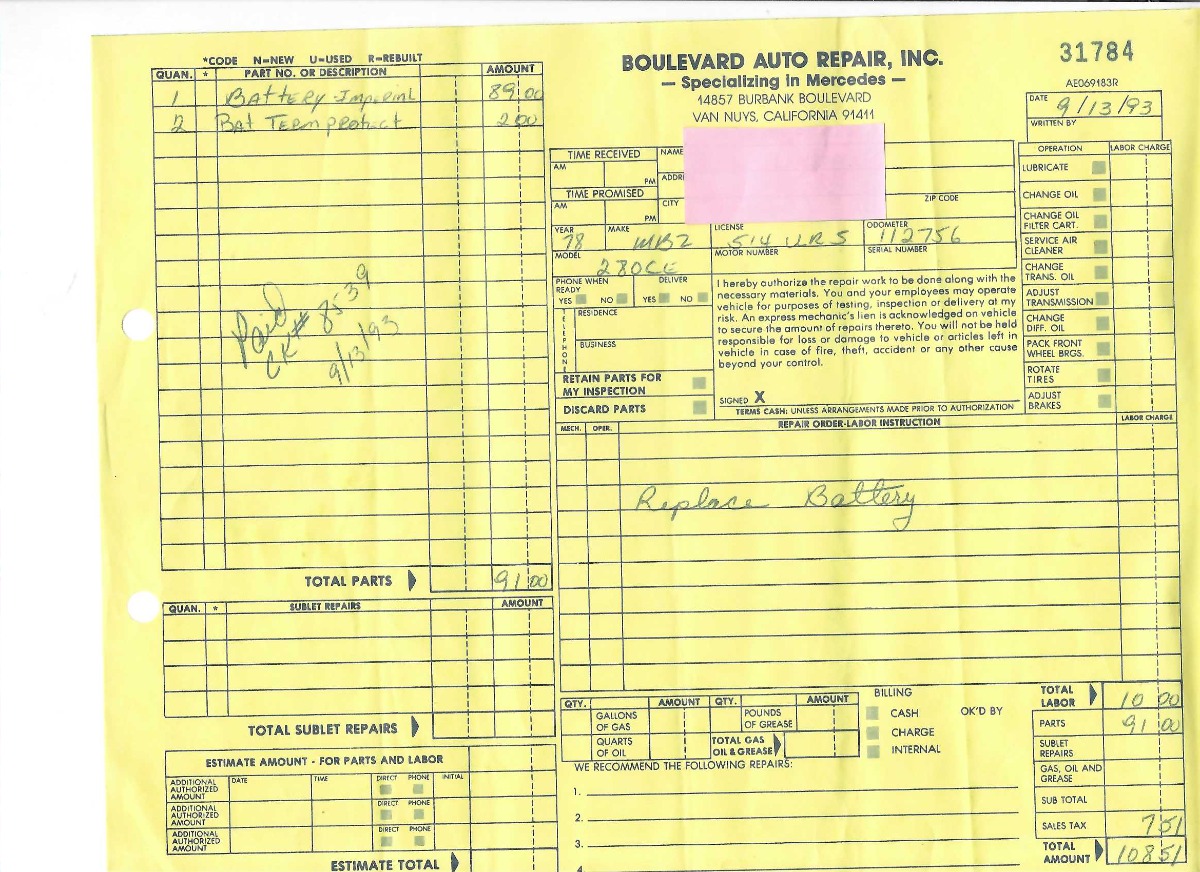 *CODE N=NEW U=USED R=REBUILT
QUAN. * PART NO. OR DESCRIPTION AMOUNT
1 BATTERY-Imperial 89.00
2 Bat TERM protect 2.00
Paid
CK# 8539
9/13/93
TOTAL PARTS 91.00
QUAN. * SUBLET REPAIRS AMOUNT
TOTAL SUBLET REPAIRS
ESTIMATE AMOUNT - FOR PARTS AND LABOR
ADDITIONAL AUTHORIZED AMOUNT DATE TIME DIRECT PHONE INITIAL
ADDITIONAL AUTHORIZED AMOUNT DIRECT PHONE
ADDITIONAL AUTHORIZED AMOUNT DIRECT PHONE
ESTIMATE TOTAL
BOULEVARD AUTO REPAIR, INC.
— Specializing in Mercedes —
14857 BURBANK BOULEVARD
VAN NUYS, CALIFORNIA 91411
31784
AE069183R
DATE 9/13/93
WRITTEN BY
TIME RECEIVED
AM
PM
TIME PROMISED
AM
PM
NAME
ADDRE
CITY
ZIP CODE
YEAR 78 MAKE MBZ LICENSE 514 URS ODOMETER 112756
MODEL 280CE MOTOR NUMBER SERIAL NUMBER
PHONE WHEN READY DELIVER
YES NO YES NO
TELEPHONE
RESIDENCE
BUSINESS
RETAIN PARTS FOR
MY INSPECTION
DISCARD PARTS
I hereby authorize the repair work to be done along with the
necessary materials. You and your employees may operate
vehicle for purposes of testing, inspection or delivery at my
risk. An express mechanic's lien is acknowledged on vehicle
to secure the amount of repairs thereto. You will not be held
responsible for loss or damage to vehicle or articles left in
vehicle in case of fire, theft, accident or any other cause
beyond your control.
SIGNED X
TERMS CASH: UNLESS ARRANGEMENTS MADE PRIOR TO AUTHORIZATION
OPERATION LABOR CHARGE
LUBRICATE
CHANGE OIL
CHANGE OIL
FILTER CART.
SERVICE AIR
CLEANER
CHANGE
TRANS. OIL
ADJUST
TRANSMISSION
CHANGE
DIFF. OIL
PACK FRONT
WHEEL BRGS.
ROTATE
TIRES
ADJUST
BRAKES
MECH. OPER. REPAIR ORDER-LABOR INSTRUCTION LABOR CHARGE
Replace Battery
QTY. AMOUNT QTY. AMOUNT
GALLONS OF GAS POUNDS OF GREASE
QUARTS OF OIL TOTAL GAS OIL & GREASE
BILLING
CASH OK'D BY
CHARGE
INTERNAL
WE RECOMMEND THE FOLLOWING REPAIRS:
1.
2.
3.
4.
TOTAL LABOR 10 00
PARTS 91 00
SUBLET REPAIRS
GAS, OIL AND GREASE
SUB TOTAL
SALES TAX 7 51
TOTAL AMOUNT 108 51